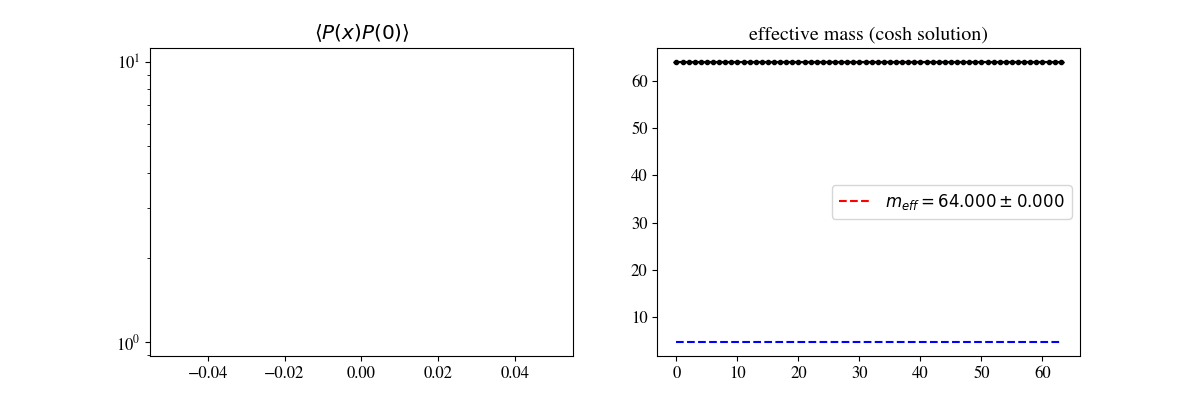 ⟨P(x)P(0)⟩
10¹
10⁰
−0.04 −0.02 0.00 0.02 0.04
effective mass (cosh solution)
60
50
40
30
20
10
m_eff = 64.000 ± 0.000
0 10 20 30 40 50 60